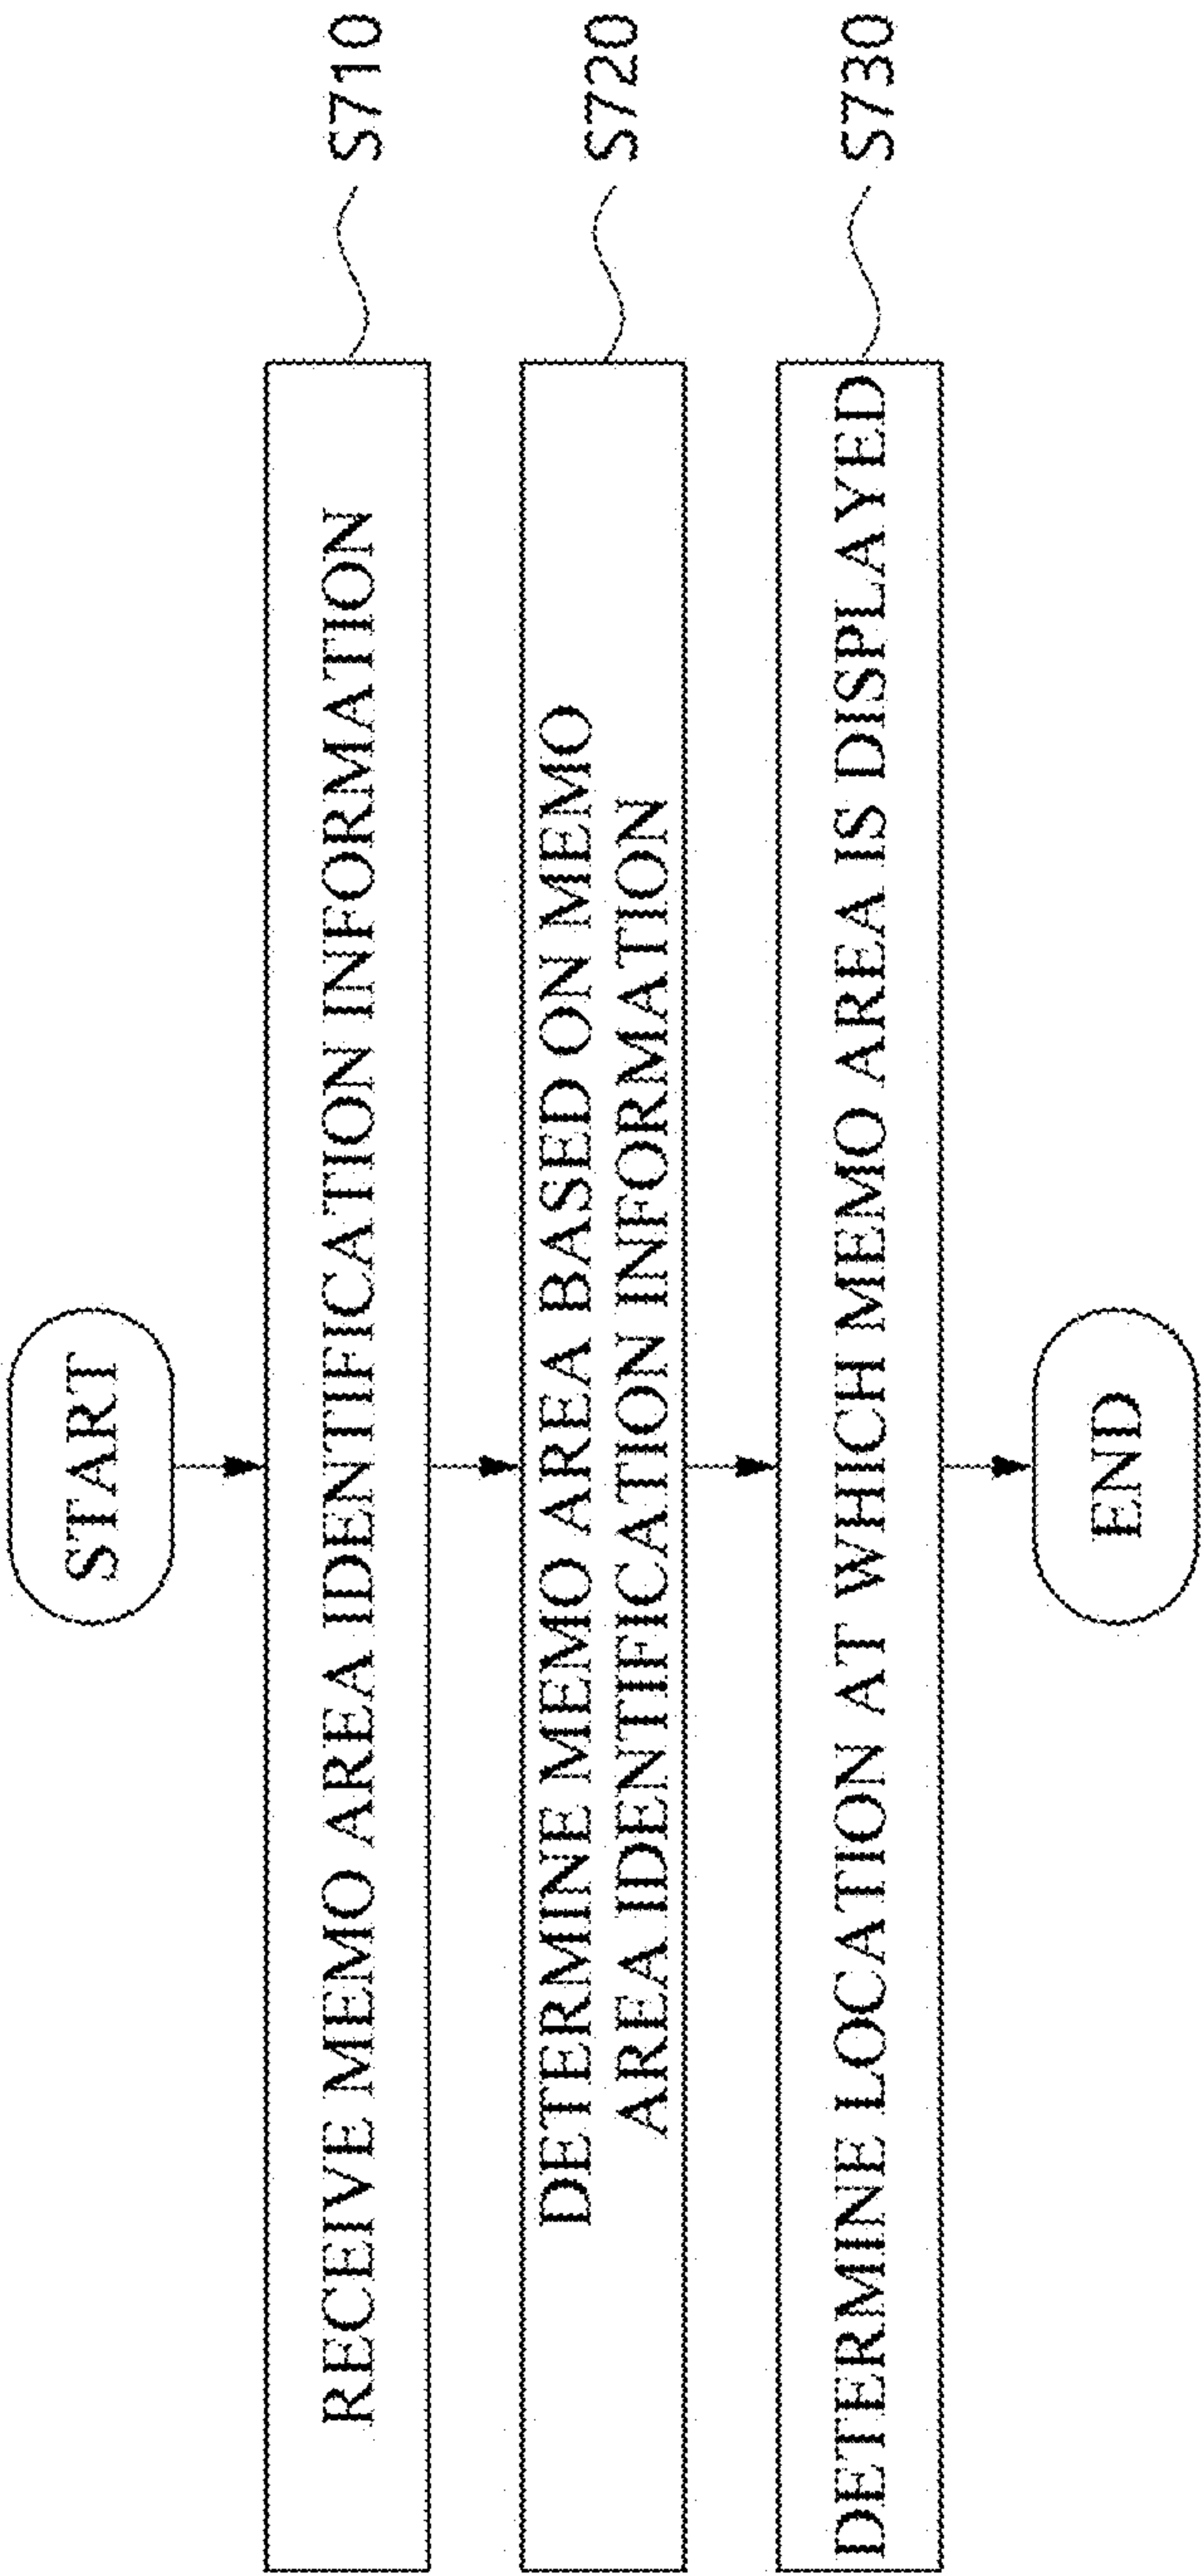 START
RECEIVE MEMO AREA IDENTIFICATION INFORMATION
S710
DETERMINE MEMO AREA BASED ON MEMO
AREA IDENTIFICATION INFORMATION
S720
DETERMINE LOCATION AT WHICH MEMO AREA IS DISPLAYED
S730
END